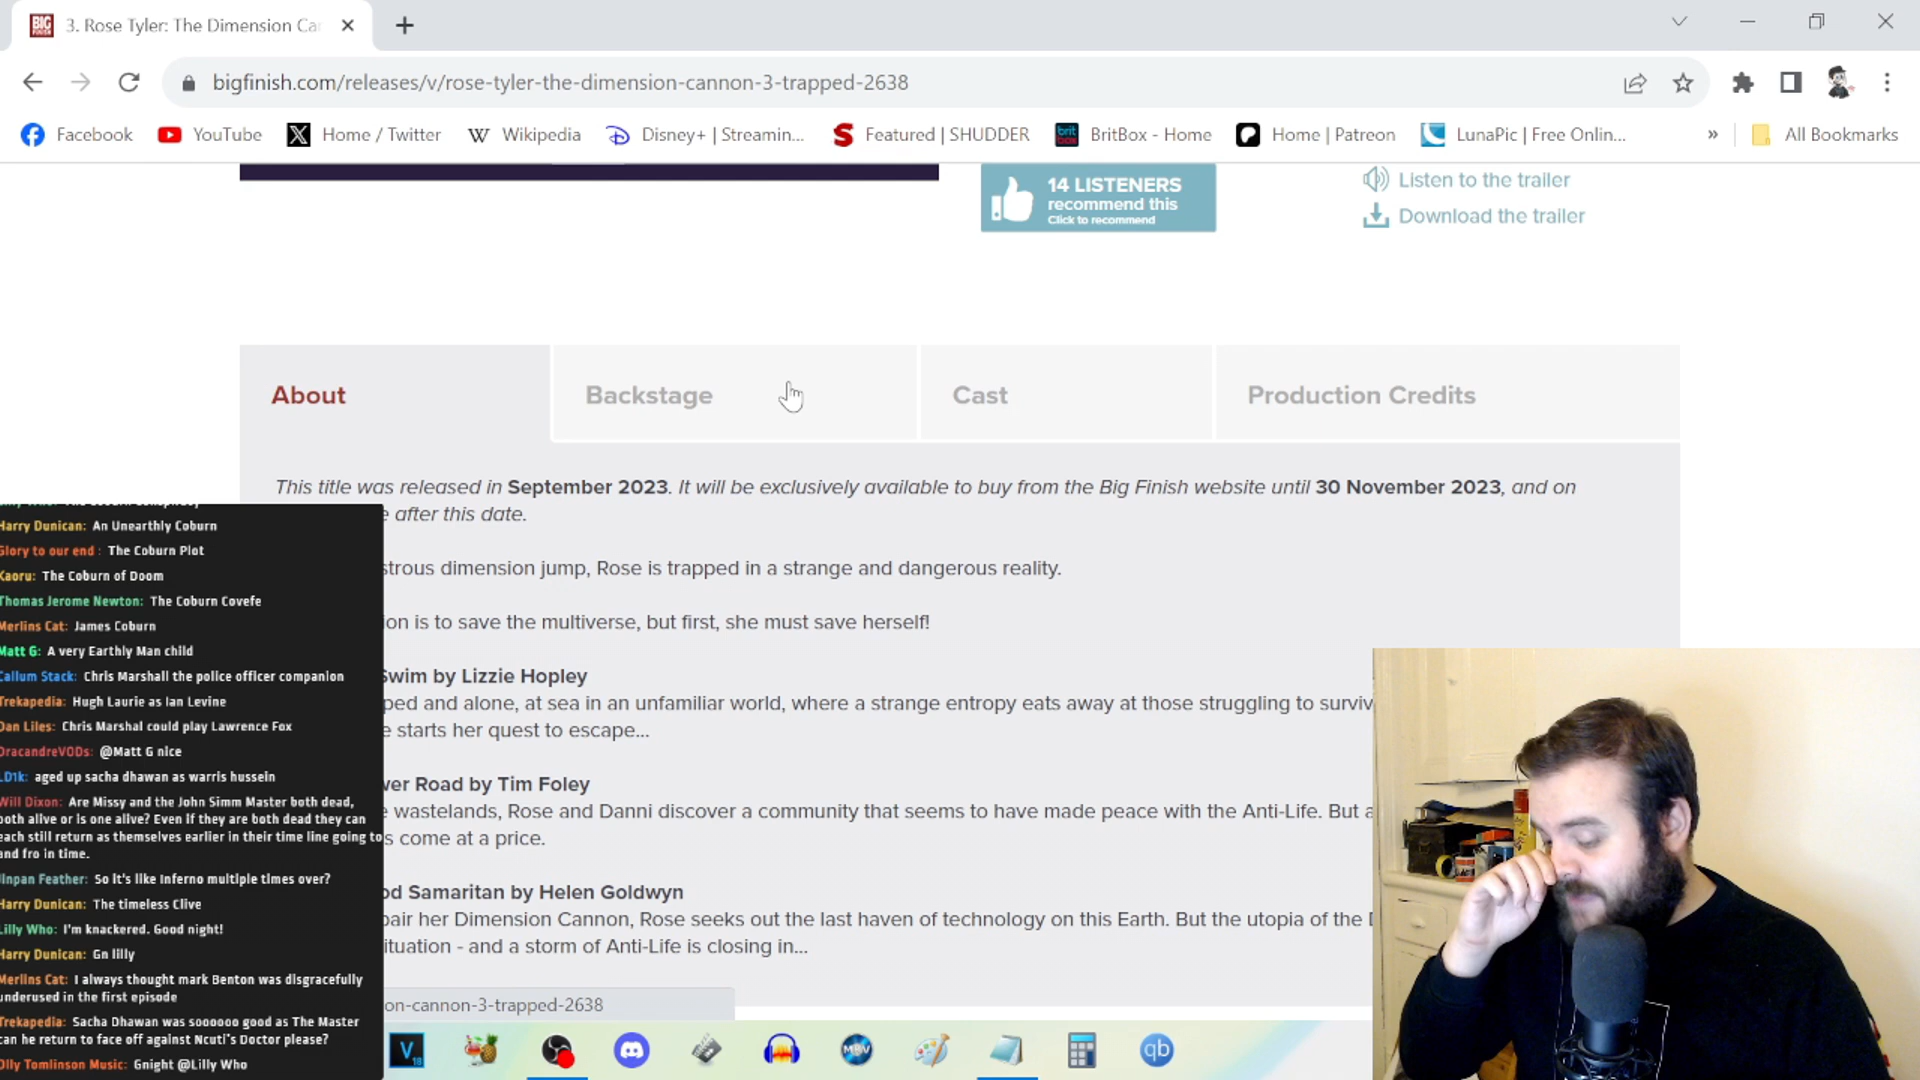 3. Rose Tyler: The Dimension Ca
bigfinish.com/releases/v/rose-tyler-the-dimension-cannon-3-trapped-2638
Facebook
YouTube
Home / Twitter
Wikipedia
Disney+ | Streamin...
Featured | SHUDDER
BritBox - Home
Home | Patreon
LunaPic | Free Onlin...
»
All Bookmarks
14 LISTENERS
recommend this
Click to recommend
Listen to the trailer
Download the trailer
About
Backstage
Cast
Production Credits
This title was released in September 2023. It will be exclusively available to buy from the Big Finish website until 30 November 2023, and on
after this date.
strous dimension jump, Rose is trapped in a strange and dangerous reality.
on is to save the multiverse, but first, she must save herself!
Swim by Lizzie Hopley
ped and alone, at sea in an unfamiliar world, where a strange entropy eats away at those struggling to surviv
e starts her quest to escape...
wer Road by Tim Foley
e wastelands, Rose and Danni discover a community that seems to have made peace with the Anti-Life. But a
s come at a price.
od Samaritan by Helen Goldwyn
pair her Dimension Cannon, Rose seeks out the last haven of technology on this Earth. But the utopia of the D
ituation - and a storm of Anti-Life is closing in...
on-cannon-3-trapped-2638
Harry Dunican: An Unearthly Coburn
Glory to our end : The Coburn Plot
Kaoru: The Coburn of Doom
Thomas Jerome Newton: The Coburn Covefe
Merlins Cat: James Coburn
Matt G: A very Earthly Man child
Callum Stack: Chris Marshall the police officer companion
Trekapedia: Hugh Laurie as Ian Levine
Dan Liles: Chris Marshal could play Lawrence Fox
DracandreVODs: @Matt G nice
LD1k: aged up sacha dhawan as warris hussein
Will Dixon: Are Missy and the John Simm Master both dead,
both alive or is one alive? Even if they are both dead they can
each still return as themselves earlier in their time line going to
and fro in time.
Jinpan Feather: So it's like Inferno multiple times over?
Harry Dunican: The timeless Clive
Lilly Who: I'm knackered. Good night!
Harry Dunican: Gn lilly
Merlins Cat: I always thought mark Benton was disgracefully
underused in the first episode
Trekapedia: Sacha Dhawan was soooooo good as The Master
can he return to face off against Ncuti's Doctor please?
Olly Tomlinson Music: Gnight @Lilly Who